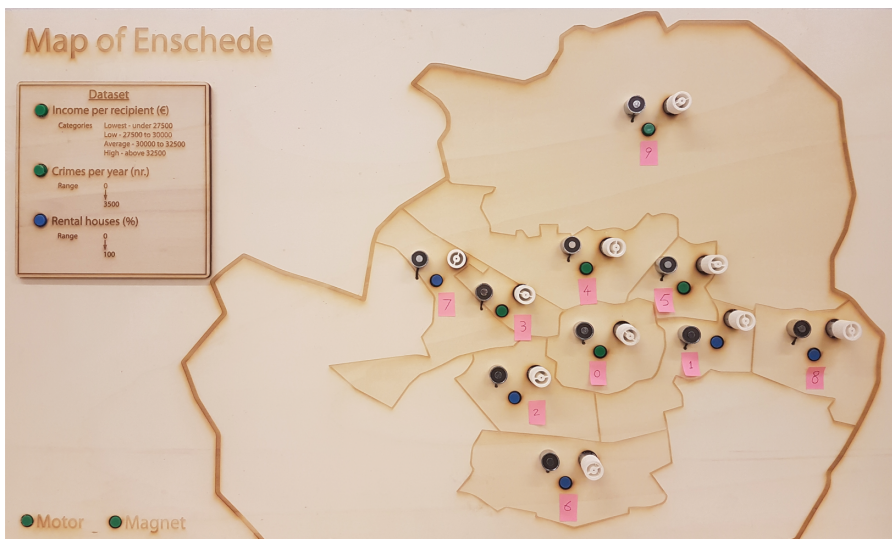 Map of Enschede
Dataset
Income per recipient (€)
Categories Lowest - under 27500
Low - 27500 to 30000
Average - 30000 to 32500
High - above 32500
Crimes per year (nr.)
Range 0
3500
Rental houses (%)
Range 0
100
9
4
5
7
3
0
1
8
2
6
Motor
Magnet